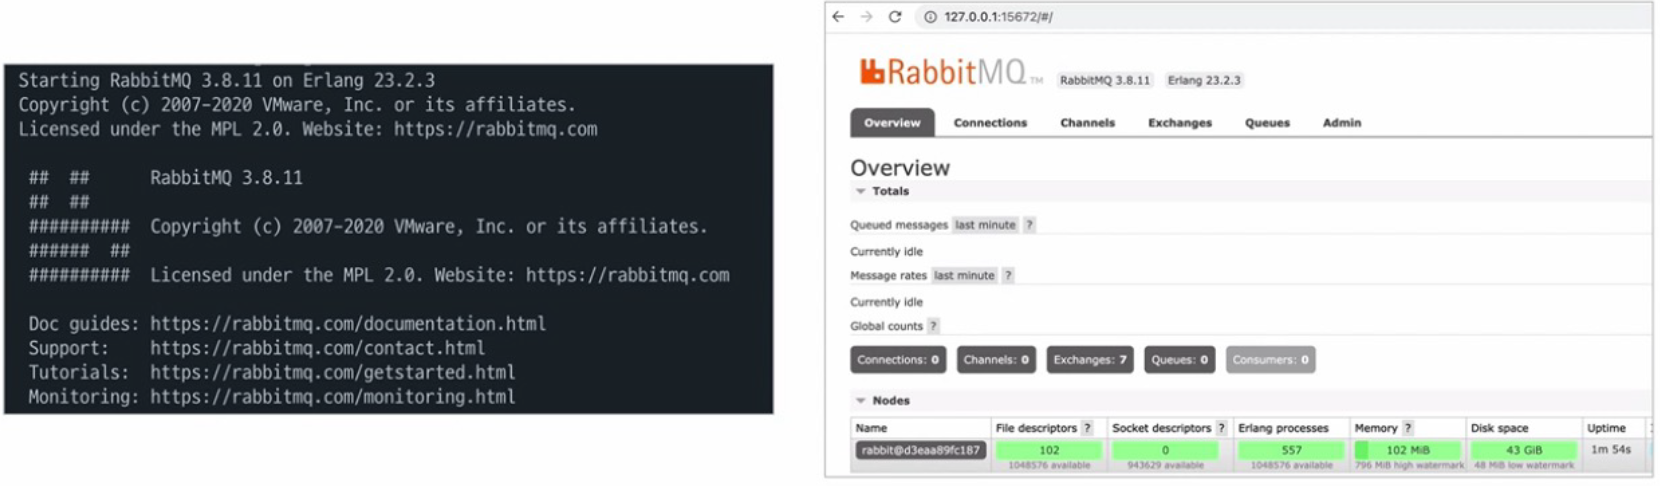 Starting RabbitMQ 3.8.11 on Erlang 23.2.3
Copyright (c) 2007-2020 VMware, Inc. or its affiliates.
Licensed under the MPL 2.0. Website: https://rabbitmq.com
## ## RabbitMQ 3.8.11
## ##
########## Copyright (c) 2007-2020 VMware, Inc. or its affiliates.
###### ##
########## Licensed under the MPL 2.0. Website: https://rabbitmq.com
Doc guides: https://rabbitmq.com/documentation.html
Support: https://rabbitmq.com/contact.html
Tutorials: https://rabbitmq.com/getstarted.html
Monitoring: https://rabbitmq.com/monitoring.html
127.0.0.1:15672/#/
RabbitMQ TM RabbitMQ 3.8.11 Erlang 23.2.3
Overview Connections Channels Exchanges Queues Admin
Overview
Totals
Queued messages last minute ?
Currently idle
Message rates last minute ?
Currently idle
Global counts ?
Connections: 0 Channels: 0 Exchanges: 7 Queues: 0 Consumers: 0
Nodes
Name File descriptors ? Socket descriptors ? Erlang processes Memory ? Disk space Uptime
rabbit@d3eaa89fc187 102 0 557 102 MiB 43 GiB 1m 54s
1048576 available 943629 available 1048576 available 796 MiB high watermark 48 MiB low watermark